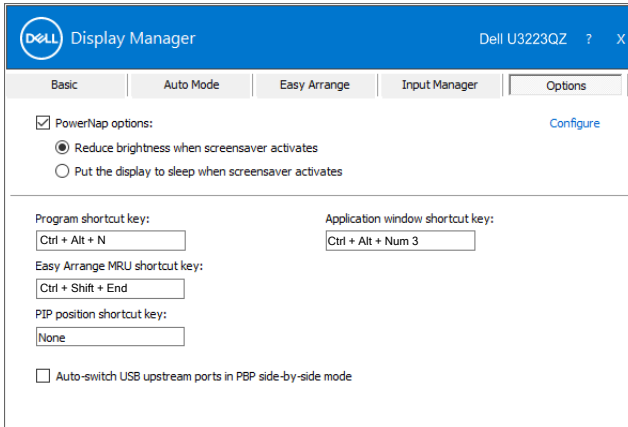 DELL Display Manager Dell U3223QZ ? X
Basic Auto Mode Easy Arrange Input Manager Options
PowerNap options: Configure
Reduce brightness when screensaver activates
Put the display to sleep when screensaver activates
Program shortcut key: Application window shortcut key:
Ctrl + Alt + N Ctrl + Alt + Num 3
Easy Arrange MRU shortcut key:
Ctrl + Shift + End
PIP position shortcut key:
None
Auto-switch USB upstream ports in PBP side-by-side mode